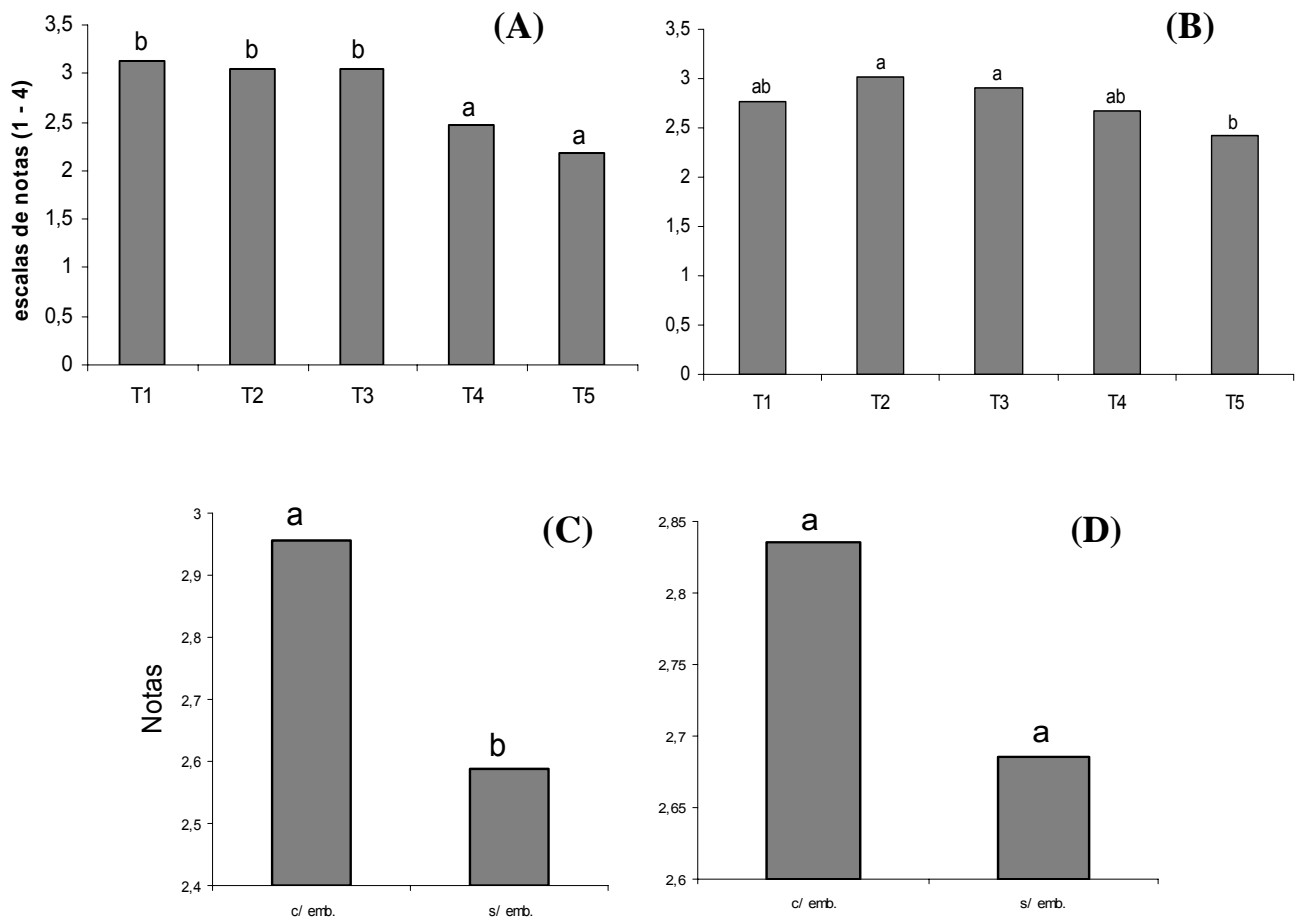 (A)
escalas de notas (1 - 4)
3,5
3
2,5
2
1,5
1
0,5
0
b
b
b
a
a
T1
T2
T3
T4
T5
(B)
3,5
3
2,5
2
1,5
1
0,5
0
ab
a
a
ab
b
T1
T2
T3
T4
T5
(C)
Notas
3
2,9
2,8
2,7
2,6
2,5
2,4
a
b
c/ emb.
s/ emb.
(D)
2,85
2,8
2,75
2,7
2,65
2,6
a
a
c/ emb.
s/ emb.